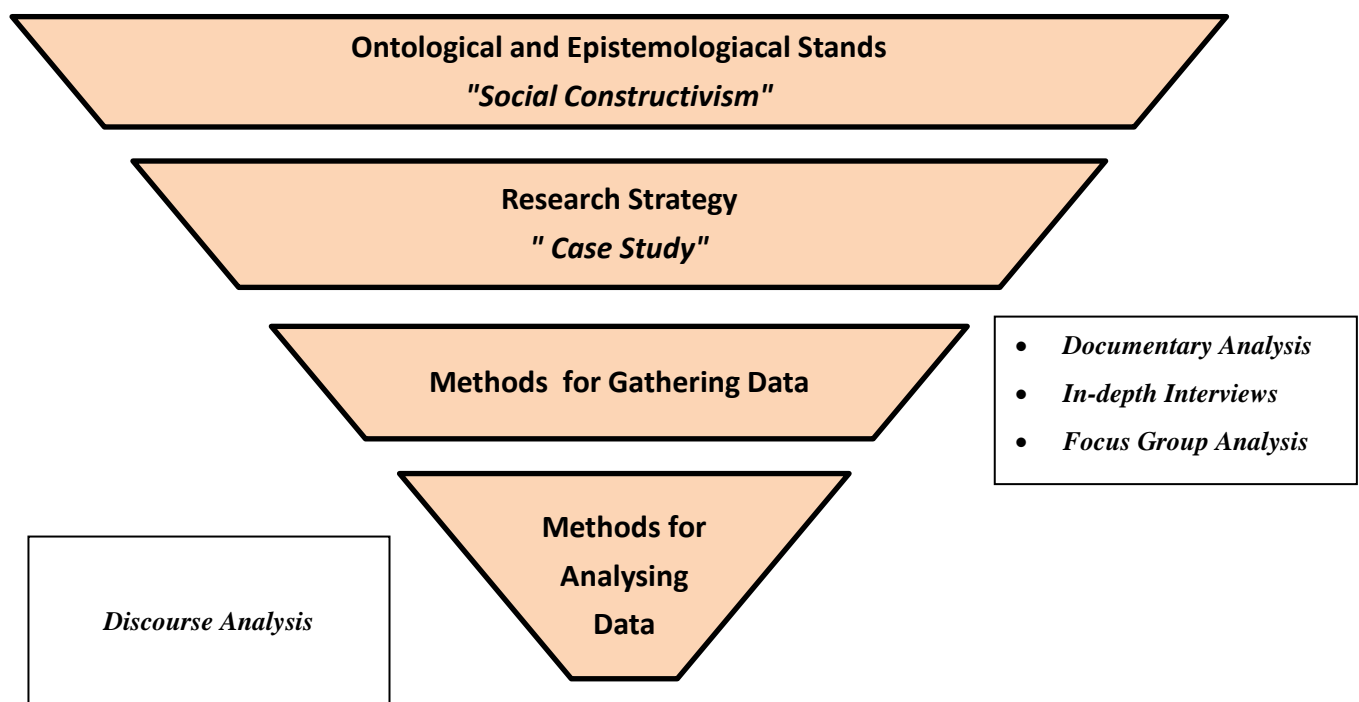 Ontological and Epistemologiacal Stands
"Social Constructivism"
Research Strategy
" Case Study"
Methods for Gathering Data
• Documentary Analysis
• In-depth Interviews
• Focus Group Analysis
Methods for
Analysing
Data
Discourse Analysis